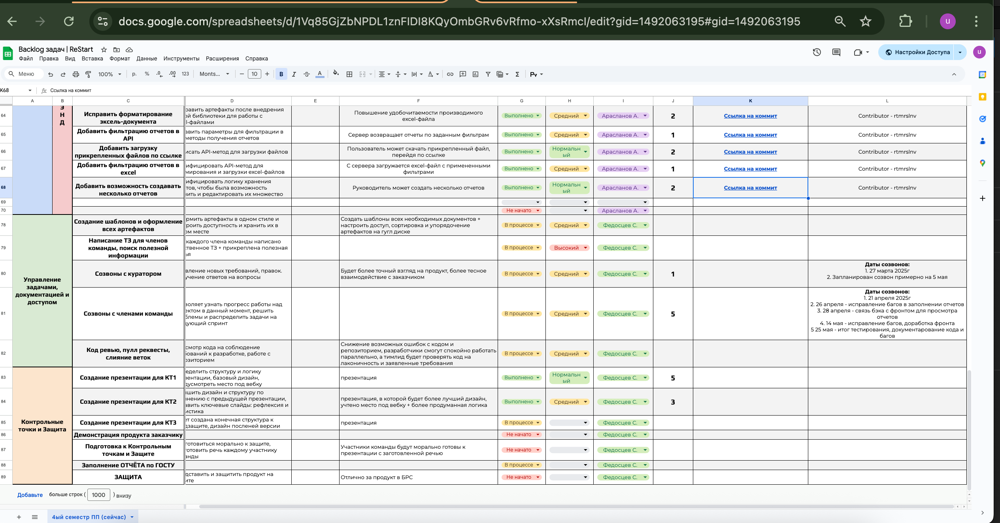 docs.google.com/spreadsheets/d/1Vq85GjZbNPDL1znFIDI8KQyOmbGRv6vRfmo-xXsRmcI/edit?gid=1492063195#gid=1492063195
u
Backlog задач | ReStart
Файл Правка Вид Вставка Формат Данные Инструменты Расширения Справка
Настройки Доступа
u
Меню 100% р. % .0 .00 123 Monts... 10 B I A Σ
K68 fx Ссылка на коммит
A B C D E F G H I J K L
Э
Н
Д
64
Исправить форматирование
эксель-документа
равить артефакты после внедрения
ой библиотеки для работы с
l-файлами
Повышение удобочитаемости производимого
excel-файла
Выполнено Средний Арасланов А. 2 Ссылка на коммит Contributor - rtmrslnv
65
Добавить фильтрацию отчетов в
API
авить параметры для фильтрации в
методы получения отчетов
Сервер возвращает отчеты по заданным фильтрам
Выполнено Средний Арасланов А. 1 Ссылка на коммит Contributor - rtmrslnv
66
Добавить загрузку
прикрепленных файлов по ссылке
исать API-метод для загрузки файлов
Пользователь может скачать прикрепленный файл,
перейдя по ссылке
Выполнено
Нормальн
ый
Арасланов А. 2 Ссылка на коммит Contributor - rtmrslnv
67
Добавить фильтрацию отчетов в
excel
ифицировать API-метод для
мирования и загрузки excel-файлов
С сервера загружается excel-файл с примененными
фильтрами
Выполнено Средний Арасланов А. 1 Ссылка на коммит Contributor - rtmrslnv
68
Добавить возможность создавать
несколько отчетов
ифицировать логику хранения
тов, чтобы была возможность
нить и редактировать их множество
Руководитель может создать несколько отчетов
Выполнено
Нормальн
ый
Арасланов А. 2 Ссылка на коммит Contributor - rtmrslnv
69
70 Не начато Арасланов А.
Управление
задачами,
документацией и
доступом
78
Создание шаблонов и оформление
всех артефактов
рмить артефакты в одном стиле и
роить доступность и хранить их в
ом месте
Создать шаблоны всех необходимых документов +
настроить доступ, сортировка и упорядочение
артефактов на гугл диске
В процессе Средний Федосцев С.
79
Написание ТЗ для членов
команды, поиск полезной
информации
каждого члена команды написано
ственное ТЗ + прикреплена полезная
ья
В процессе Высокий Федосцев С.
80
Созвоны с куратором
вление новых требований, правок.
учение ответов на вопросы
Будет более точный взгляд на продукт, более тесное
взаимодействие с заказчиком
В процессе Средний Федосцев С. 1
Даты созвонов:
1. 27 марта 2025г
2. Запланирован созвон примерно на 5 мая
81
Созвоны с членами команды
воляет узнать прогресс работы над
ектом в данный момент, решить
блемы и распределить задачи на
дующий спринт
В процессе Средний Федосцев С. 5
Даты созвонов:
1. 21 апреля 2025г
2. 26 апреля - исправление багов в заполнении отчетов
3. 28 апреля - связь бэка с фронтом для просмотра
отчетов
4. 14 мая - исправление багов, доработка фронта
5 25 мая - итог тестирования, документарование кода и
багов
82
Код ревью, пулл реквесты,
слияние веток
смотр кода на соблюдение
бований к разработке, работе с
озиторием
Снижение возможных ошибок с кодом и
репозиторием, разработчики смогут спокойно работать
параллельно, а тимлид будет проверять код на
лаконичность и заявленные требования
В процессе Средний Федосцев С.
Контрольные
точки и Защита
83
Создание презентации для КТ1
еделить структуру и логику
зентации, базовый дизайн,
дусмотреть место под вебку
презентация
Выполнено
Нормальн
ый
Федосцев С. 5
84
Создание презентации для КТ2
чшить дизайн и структуру по
внению с предыдущей презентации,
авить ключевые слайды: рефлексия и
истика
презентация, в которой будет более лучший дизайн,
учтено место под вебку + более продуманная логика
Выполнено Средний Федосцев С. 3
85
Создание презентации для КТ3
ет создана конечная структура к
дзащите, дизайн посленей версии
презентация
В процессе Федосцев С.
86 Демонстрация продукта заказчику Не начато Федосцев С.
87
Подготовка к Контрольным
точкам и Защите
готовиться морально к защите,
готовить речь каждому участнику
анды
Участники команды будут морально готовы к
презентации с заготовленной речью
Не начато Федосцев С.
88 Заполнение ОТЧЁТА по ГОСТУ В процессе Федосцев С.
89
ЗАЩИТА
дставить и защитить продукт на
ите
Отлично за продукт в БРС
Не начато Федосцев С.
Добавьте больше строк ( 1000 ) внизу
4ый семестр ПП (сейчас)